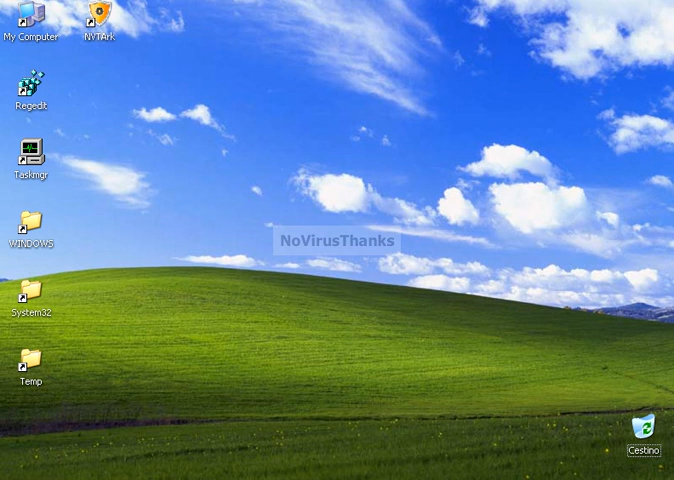 My Computer
NVTArk
Regedit
Taskmgr
WINDOWS
NoVirusThanks
System32
Temp
Cestino